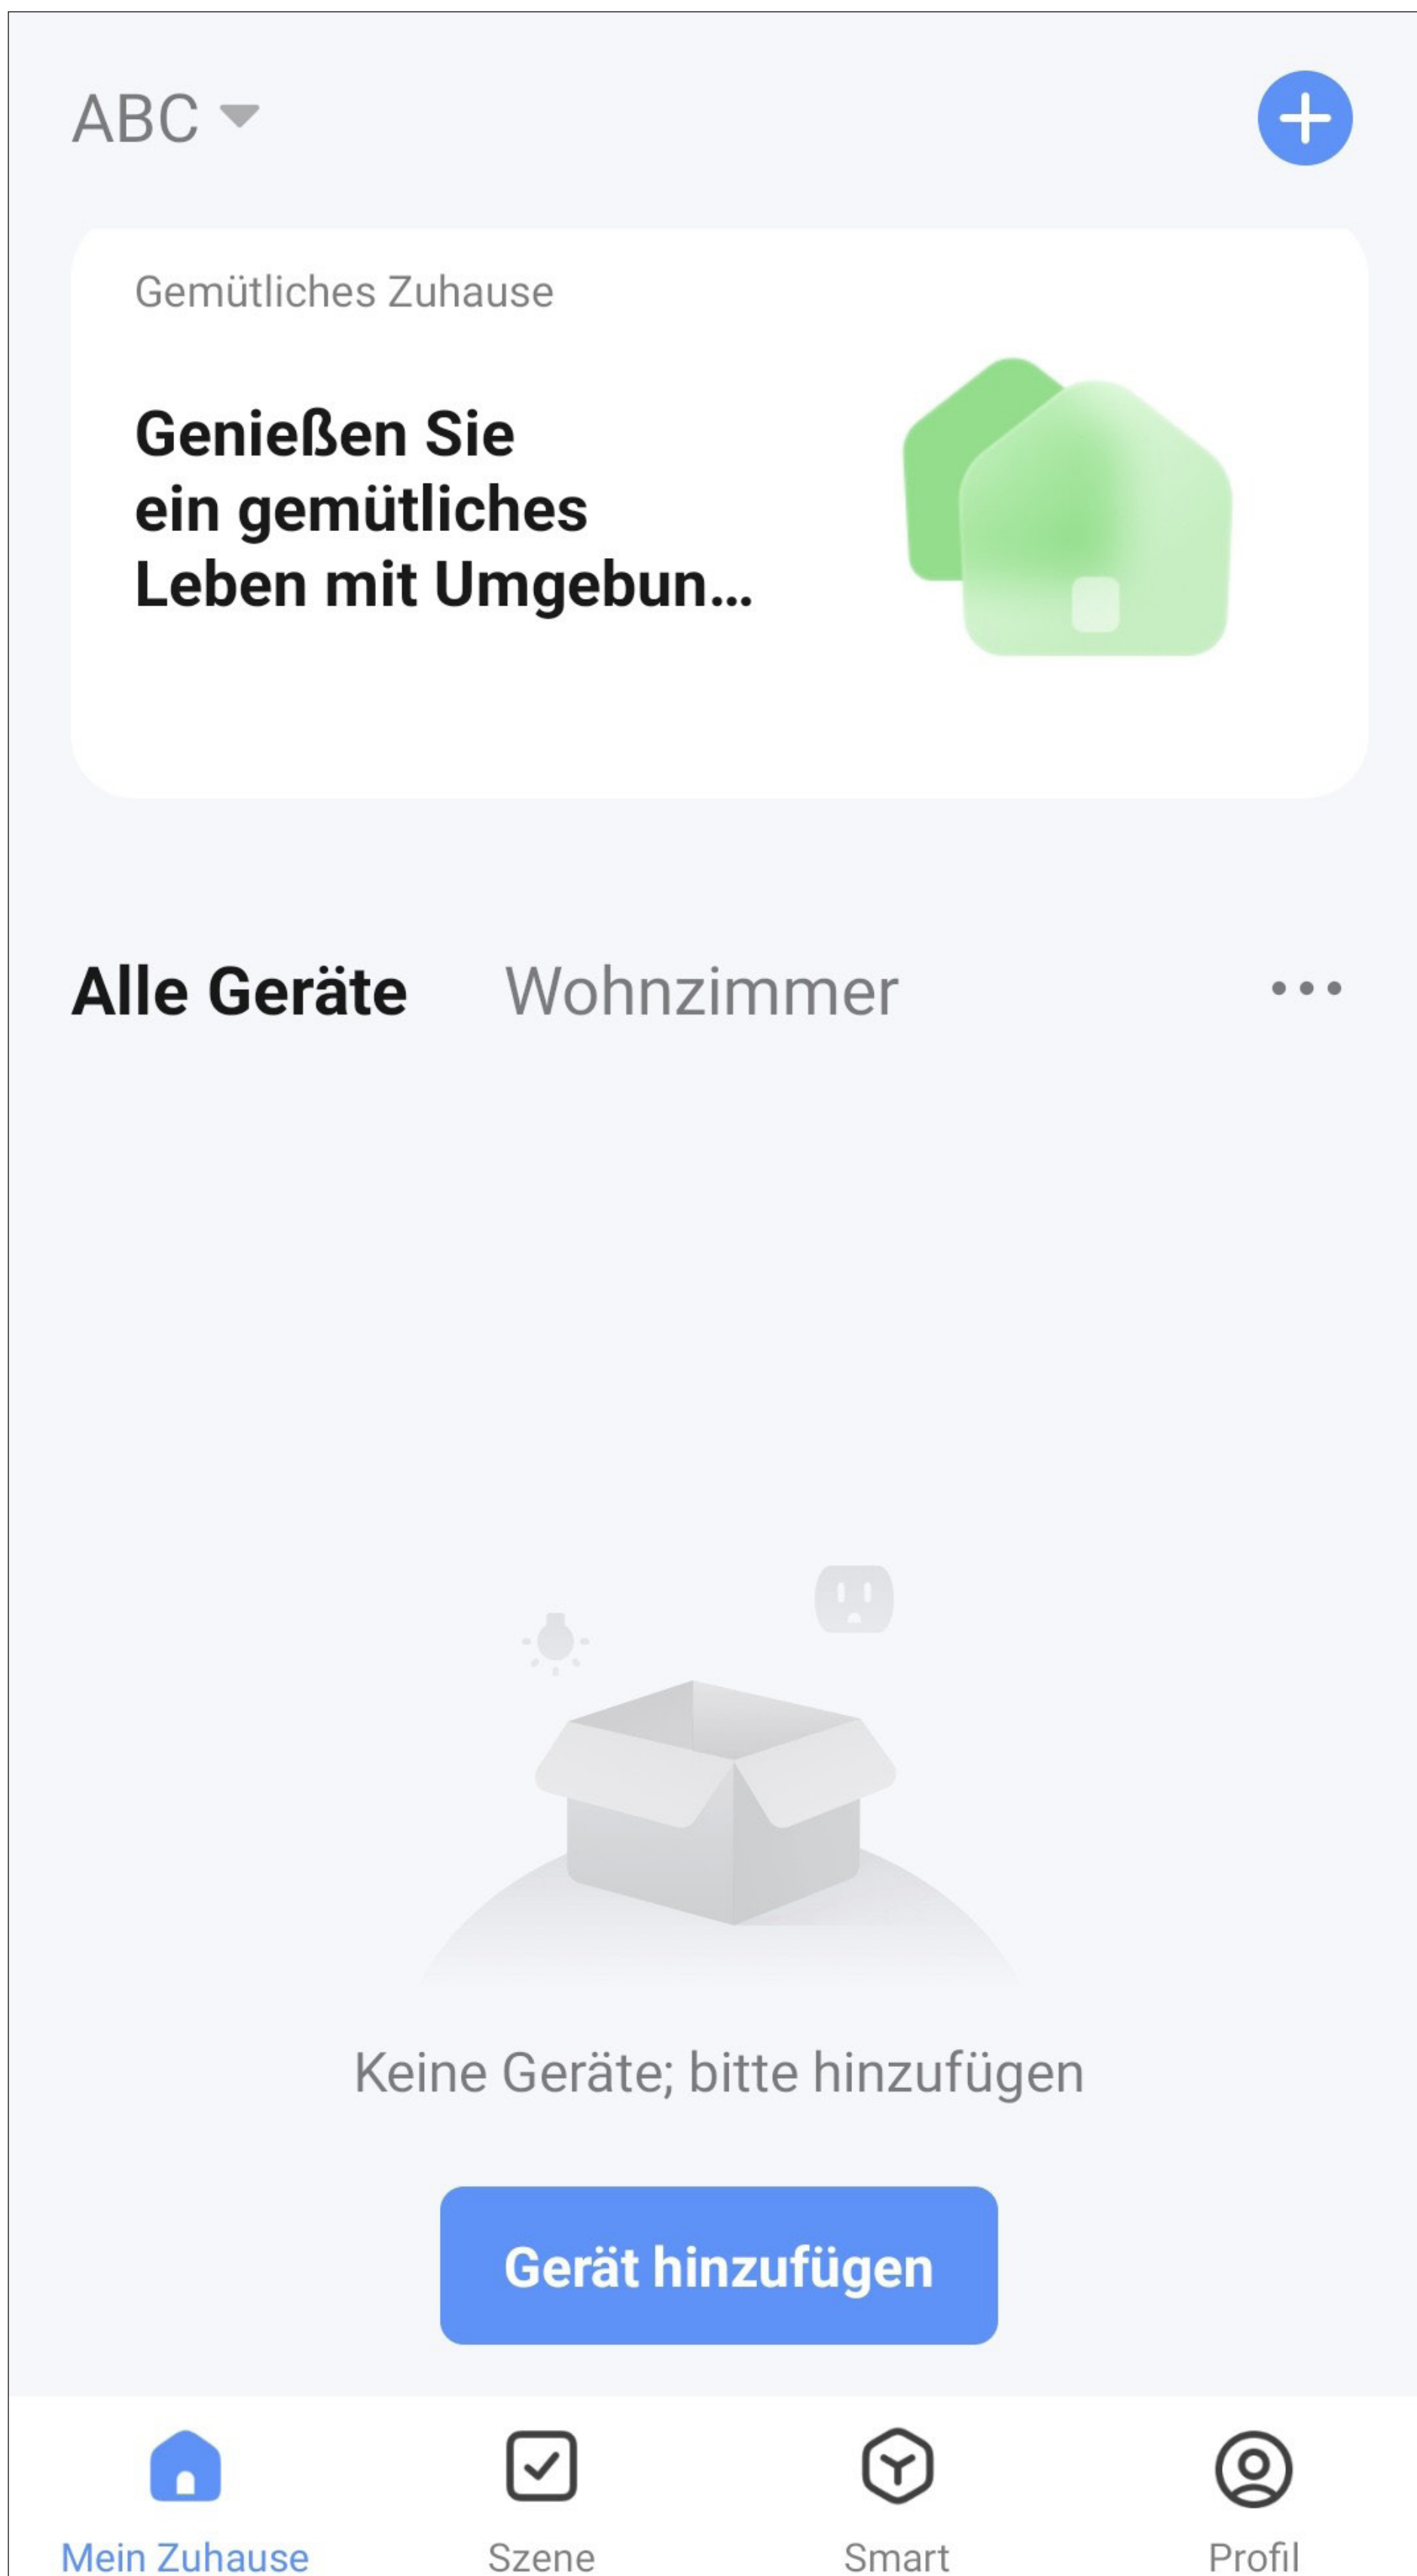 ABC
Gemütliches Zuhause
Genießen Sie
ein gemütliches
Leben mit Umgebun...
Alle Geräte Wohnzimmer
Keine Geräte; bitte hinzufügen
Gerät hinzufügen
Mein Zuhause Szene Smart Profil